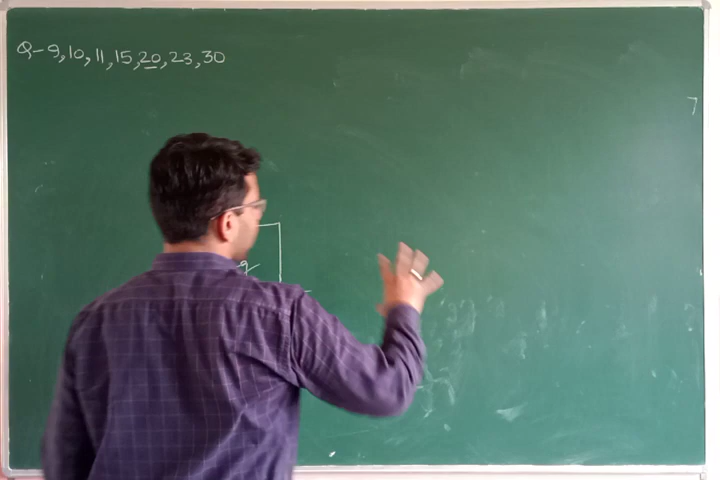 Q- 9, 10, 11, 15, 20, 23, 30